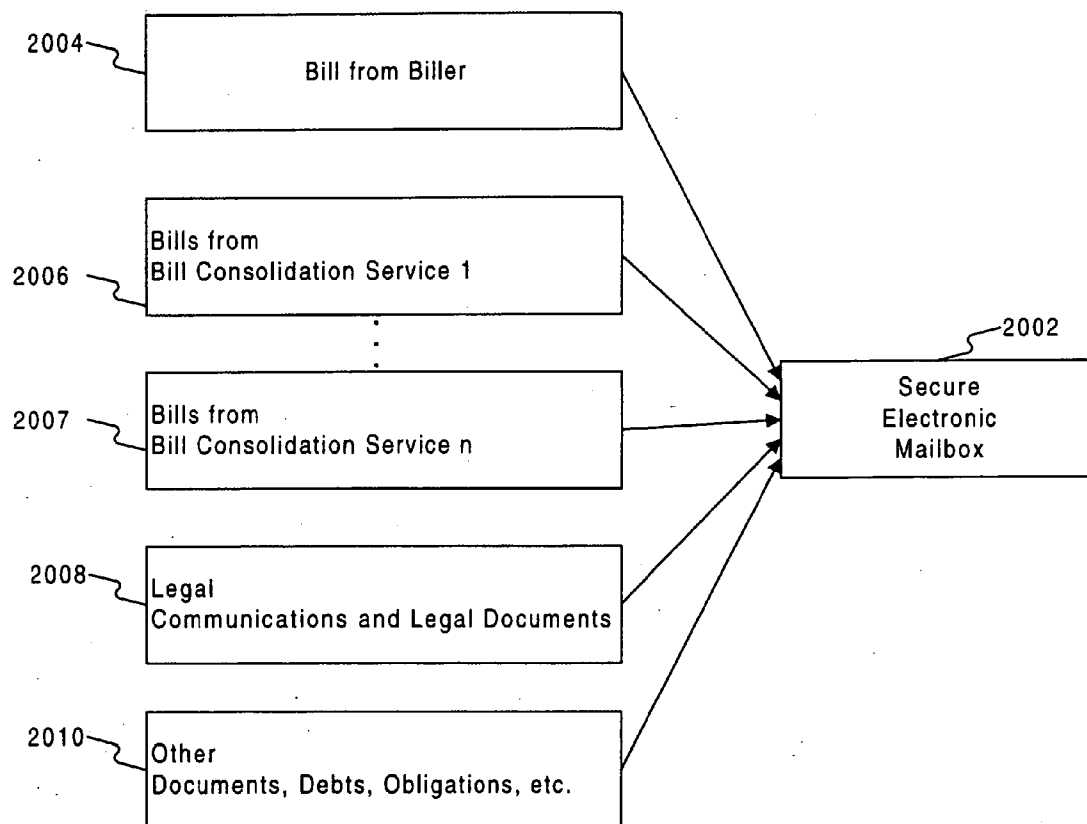 2004
Bill from Biller
Bills from
Bill Consolidation Service 1
2006
2002
Secure
Electronic
Mailbox
Bills from
Bill Consolidation Service n
2007
2008
Legal
Communications and Legal Documents
2010
Other
Documents, Debts, Obligations, etc.